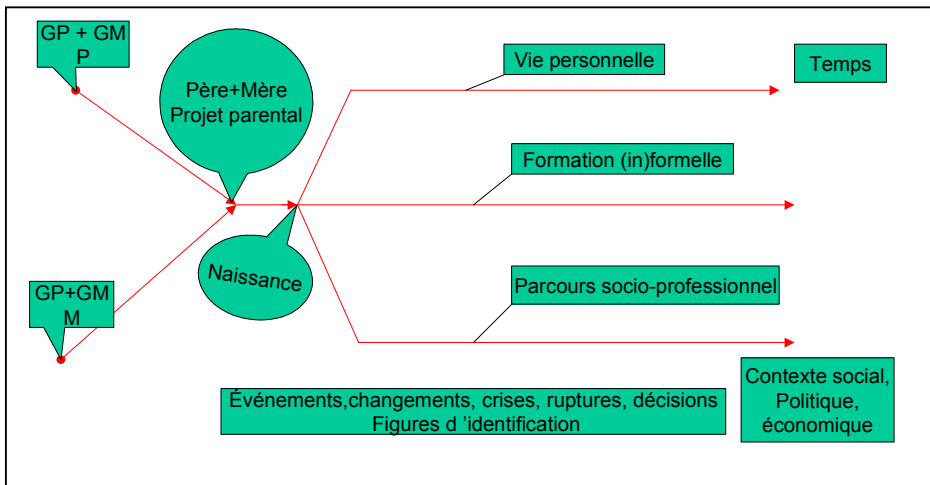 GP + GM
P
Père+Mère
Projet parental
Vie personnelle
Temps
Formation (in)formelle
Naissance
GP+GM
M
Parcours socio-professionnel
Événements,changements, crises, ruptures, décisions
Figures d 'identification
Contexte social,
Politique,
économique